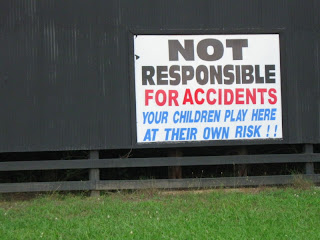 NOT
RESPONSIBLE
FOR ACCIDENTS
YOUR CHILDREN PLAY HERE
AT THEIR OWN RISK !!